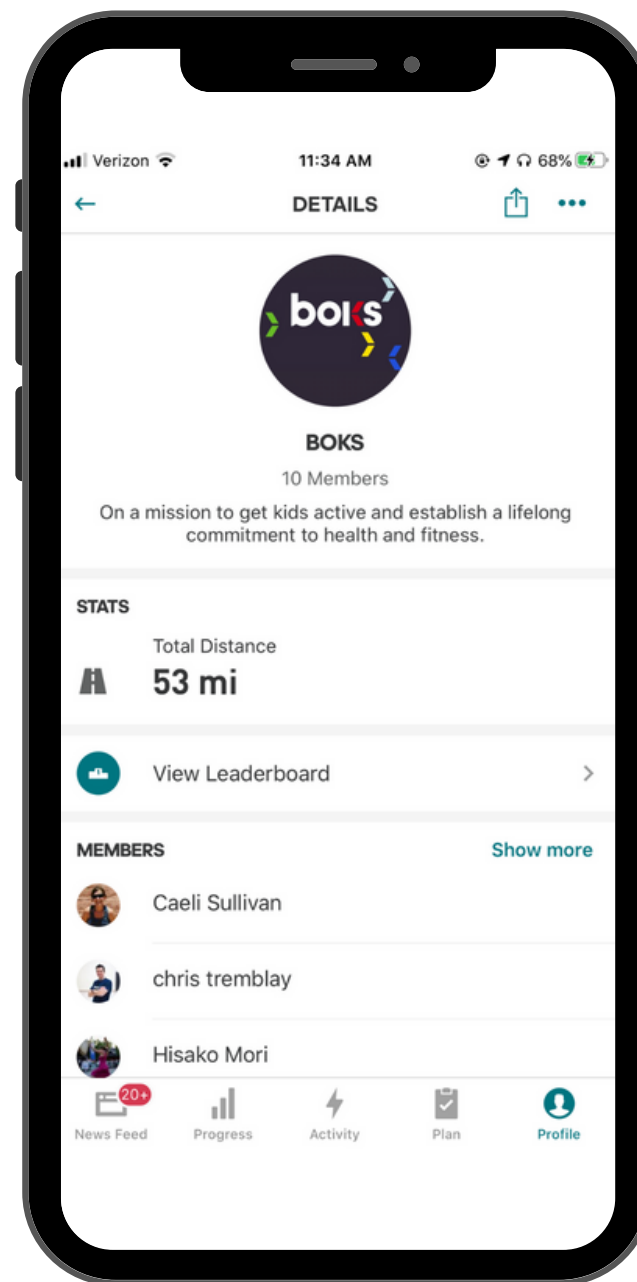 Verizon
11:34 AM
68%
DETAILS
boks
BOKS
10 Members
On a mission to get kids active and establish a lifelong
commitment to health and fitness.
STATS
Total Distance
53 mi
View Leaderboard
MEMBERS
Show more
Caeli Sullivan
chris tremblay
Hisako Mori
20+
News Feed
Progress
Activity
Plan
Profile